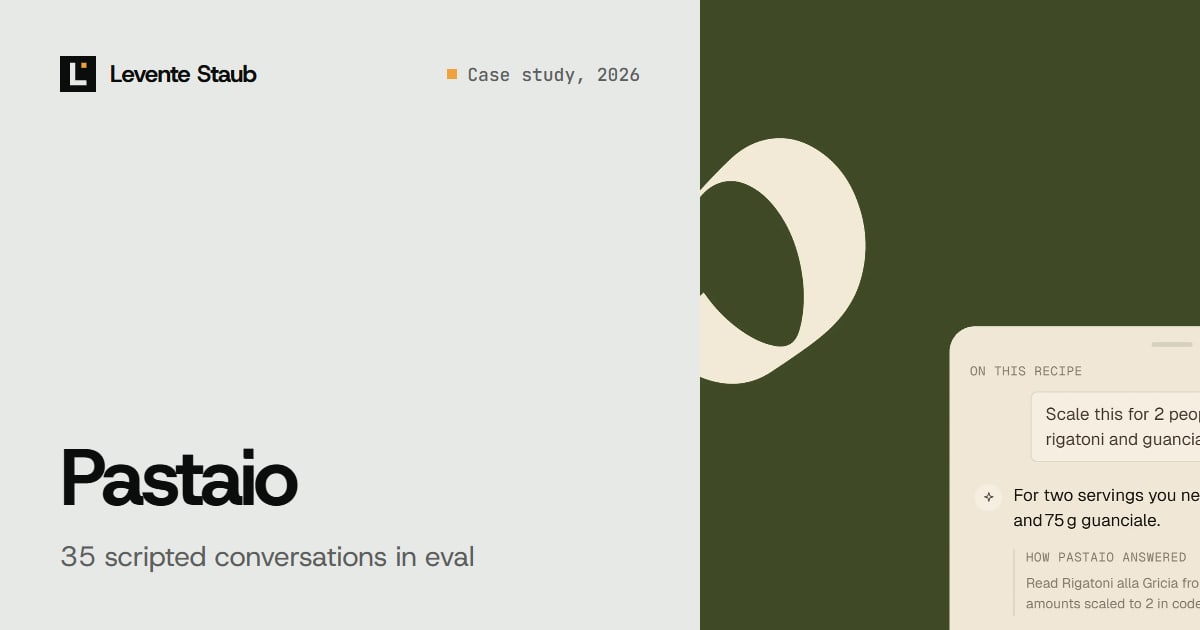 Levente Staub
Case study, 2026
Pastaio
35 scripted conversations in eval
ON THIS RECIPE
Scale this for 2
rigatoni and
For two servings you
and 75 g guanciale.
HOW PASTAIO ANSWERED
Read Rigatoni alla Gricia
amounts scaled to 2 in